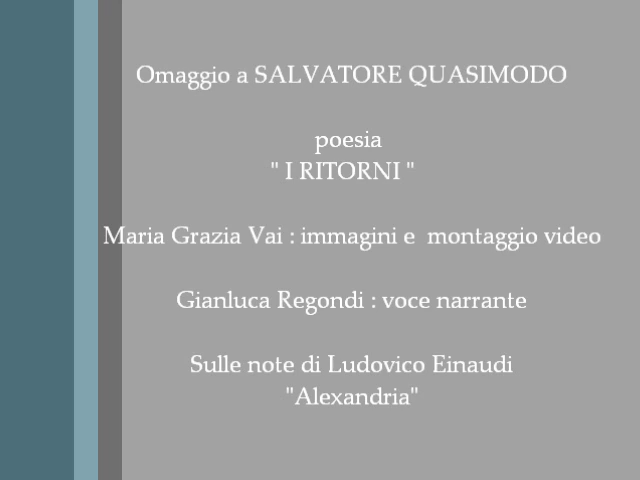 Omaggio a SALVATORE QUASIMODO
poesia
" I RITORNI "
Maria Grazia Vai : immagini e  montaggio video
Gianluca Regondi : voce narrante
Sulle note di Ludovico Einaudi
"Alexandria"